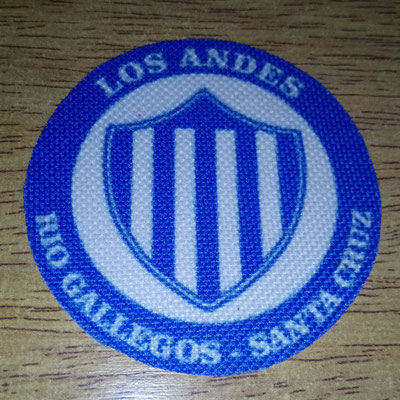 LOS ANDES
RIO GALLEGOS - SANTA CRUZ